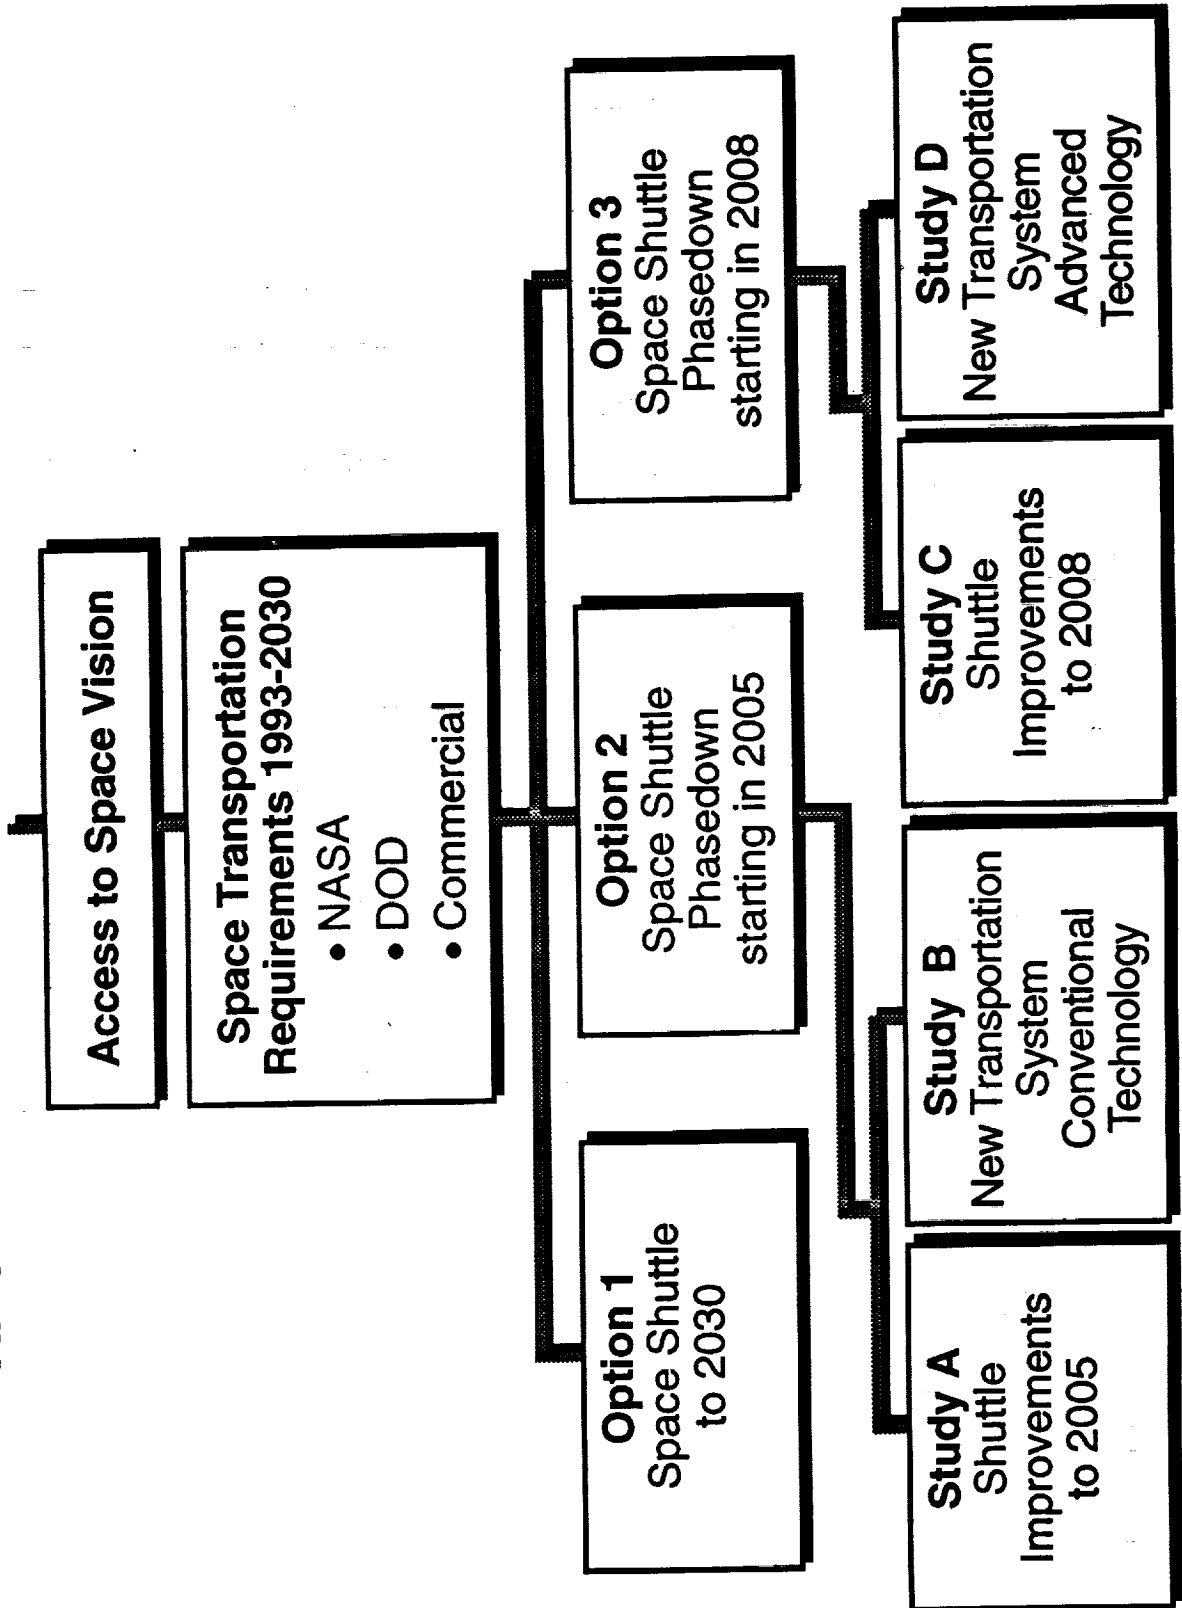 Access to Space Vision
Space Transportation
Requirements 1993-2030
• NASA
• DOD
• Commercial
Option 1
Space Shuttle
to 2030
Option 2
Space Shuttle
Phasedown
starting in 2005
Option 3
Space Shuttle
Phasedown
starting in 2008
Study A
Shuttle
Improvements
to 2005
Study B
New Transportation
System
Conventional
Technology
Study C
Shuttle
Improvements
to 2008
Study D
New Transportation
System
Advanced
Technology